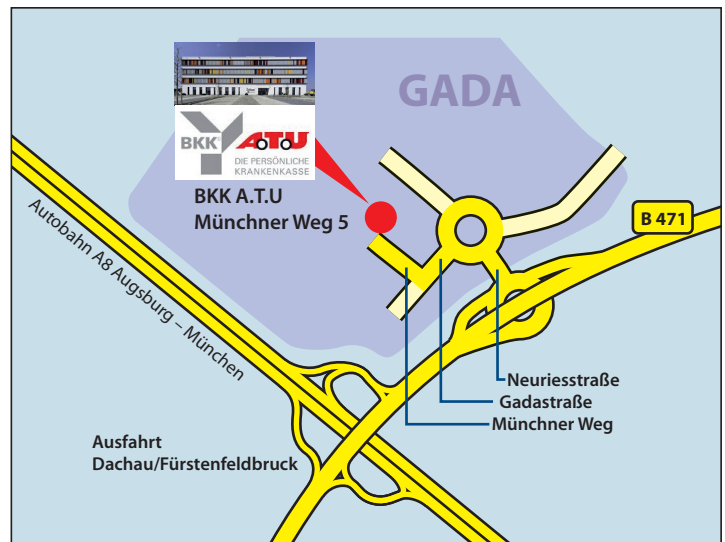 GADA
BKK
A.T.U
DIE PERSÖNLICHE
KRANKENKASSE
BKK A.T.U
Münchner Weg 5
B 471
Autobahn A8 Augsburg – München
Neuriesstraße
Gadastraße
Münchner Weg
Ausfahrt
Dachau/Fürstenfeldbruck